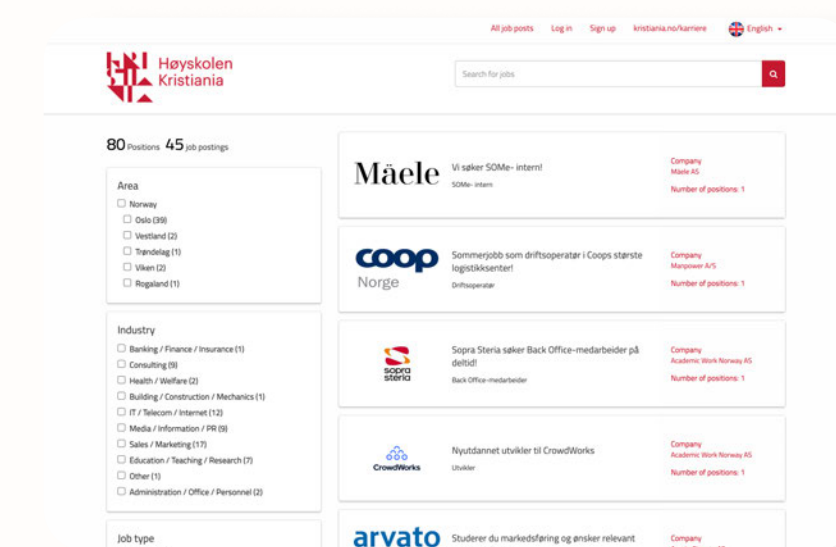 All job posts Log in Sign up kristiania.no/karriere English
Høyskolen
Kristiania
Search for jobs
80 Positions 45 job postings
Area
Norway
Oslo (39)
Vestland (2)
Trøndelag (1)
Viken (2)
Rogaland (1)
Industry
Banking / Finance / Insurance (1)
Consulting (9)
Health / Welfare (2)
Building / Construction / Mechanics (1)
IT / Telecom / Internet (12)
Media / Information / PR (9)
Sales / Marketing (17)
Education / Teaching / Research (7)
Other (1)
Administration / Office / Personnel (2)
Job type
Mäele
Vi søker SOMe- intern!
SOMe- intern
Company
Mäele AS
Number of positions: 1
coop
Norge
Sommerjobb som driftsoperatør i Coops største
logistikksenter!
Driftsoperatør
Company
Manpower A/S
Number of positions: 1
sopra
steria
Sopra Steria søker Back Office-medarbeider på
deltid!
Back Office-medarbeider
Company
Academic Work Norway AS
Number of positions: 1
CrowdWorks
Nyutdannet utvikler til CrowdWorks
Utvikler
Company
Academic Work Norway AS
Number of positions: 1
arvato
Studerer du markedsføring og ønsker relevant
Company